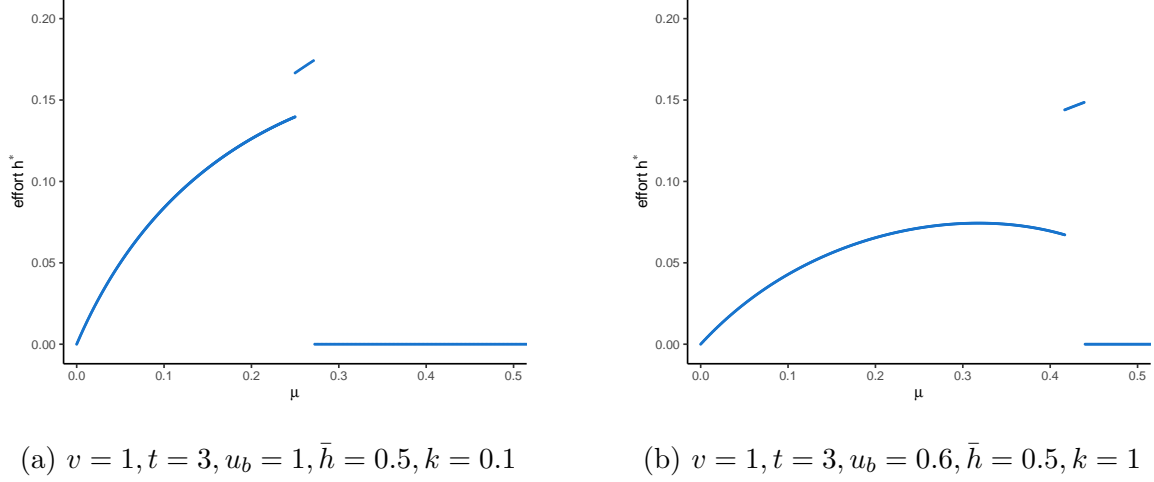 0.20
0.15
0.10
0.05
0.00
effort h*
0.0 0.1 0.2 0.3 0.4 0.5
μ
(a) v = 1, t = 3, u_b = 1, h̄ = 0.5, k = 0.1
0.20
0.15
0.10
0.05
0.00
effort h*
0.0 0.1 0.2 0.3 0.4 0.5
μ
(b) v = 1, t = 3, u_b = 0.6, h̄ = 0.5, k = 1